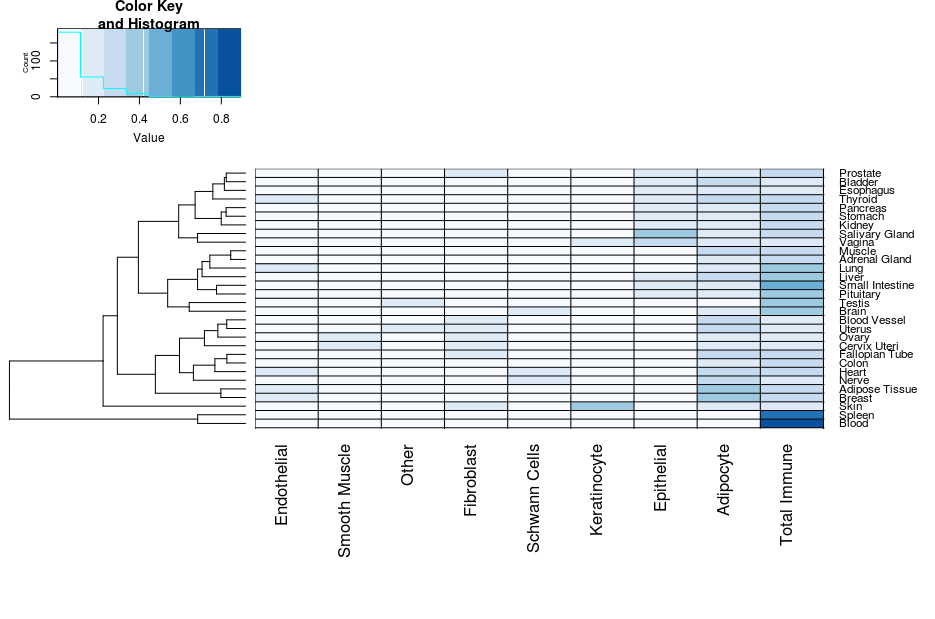 Color Key
and Histogram
Count
0
100
0.2 0.4 0.6 0.8
Value
Prostate
Bladder
Esophagus
Thyroid
Pancreas
Stomach
Kidney
Salivary Gland
Vagina
Muscle
Adrenal Gland
Lung
Liver
Small Intestine
Pituitary
Testis
Brain
Blood Vessel
Uterus
Ovary
Cervix Uteri
Fallopian Tube
Colon
Heart
Nerve
Adipose Tissue
Breast
Skin
Spleen
Blood
Endothelial
Smooth Muscle
Other
Fibroblast
Schwann Cells
Keratinocyte
Epithelial
Adipocyte
Total Immune